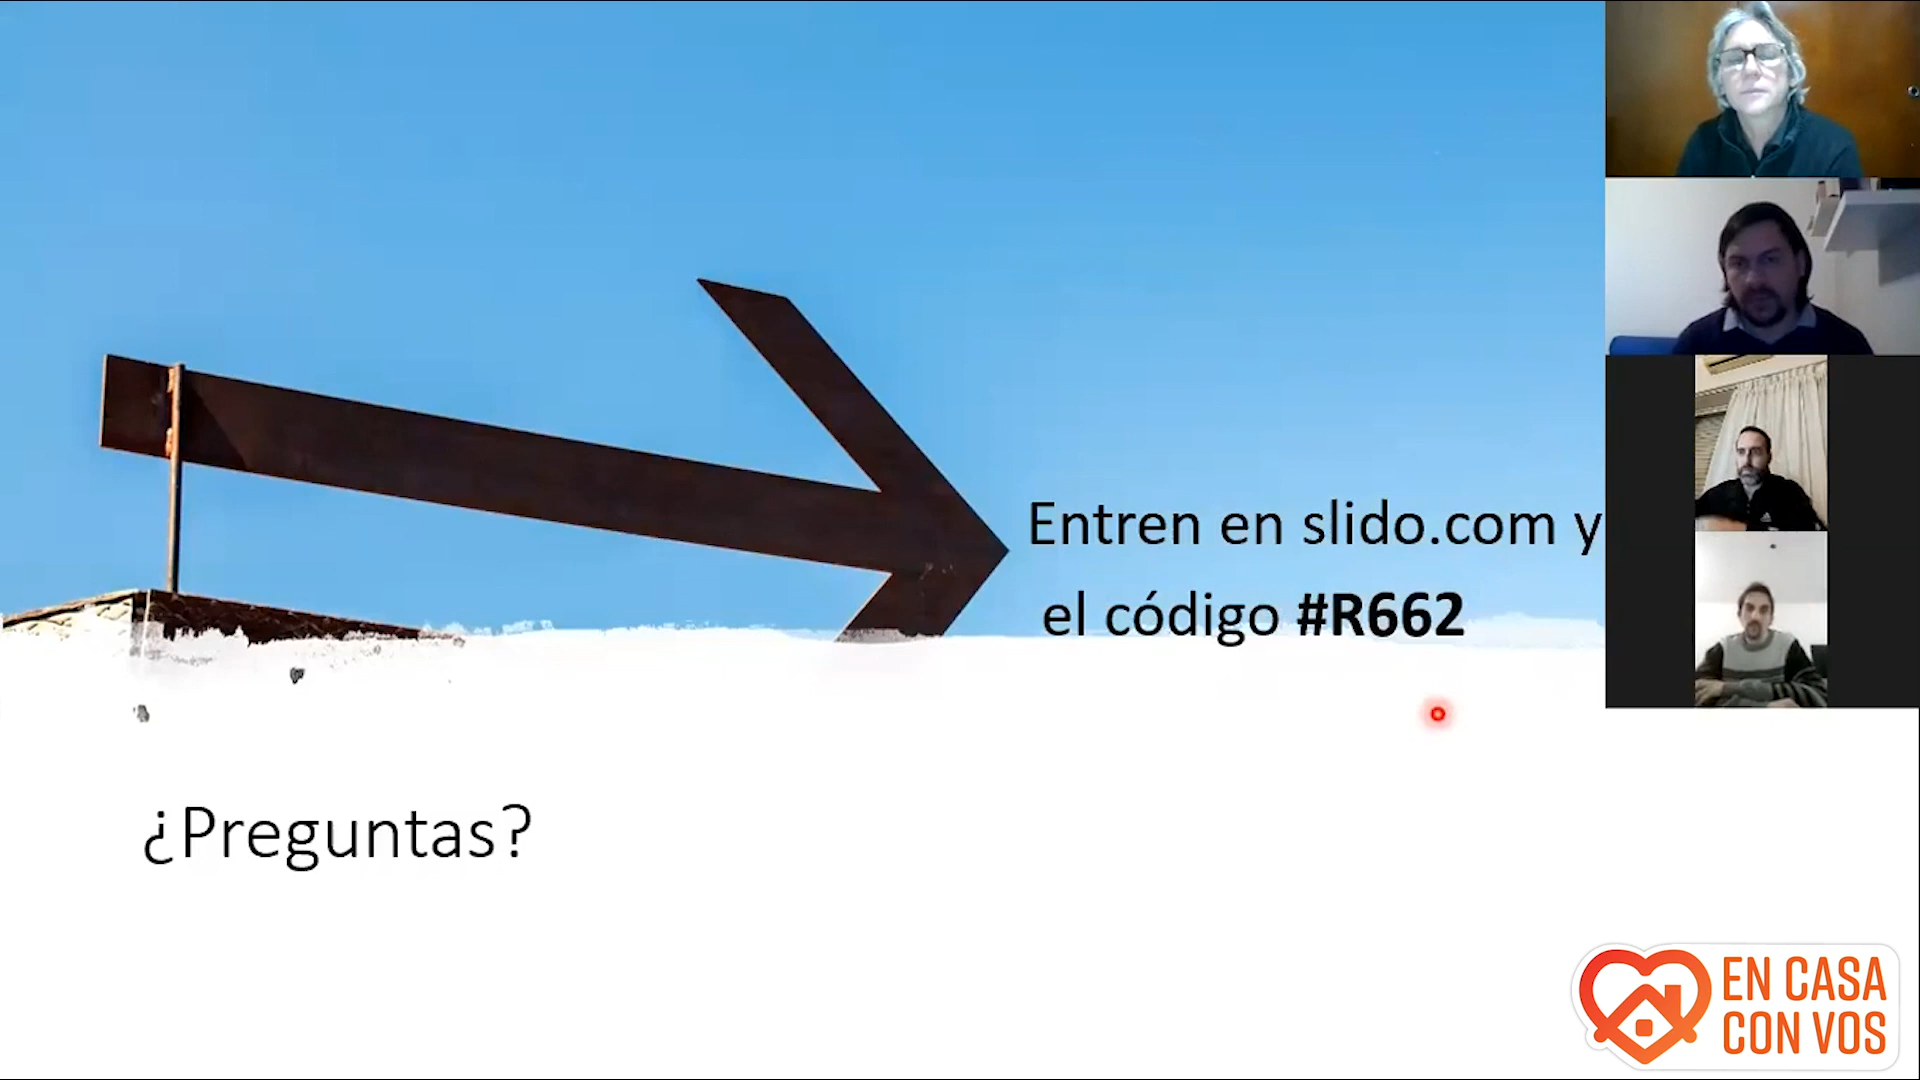 Entren en slido.com y
el código #R662
¿Preguntas?
EN CASA
CON VOS